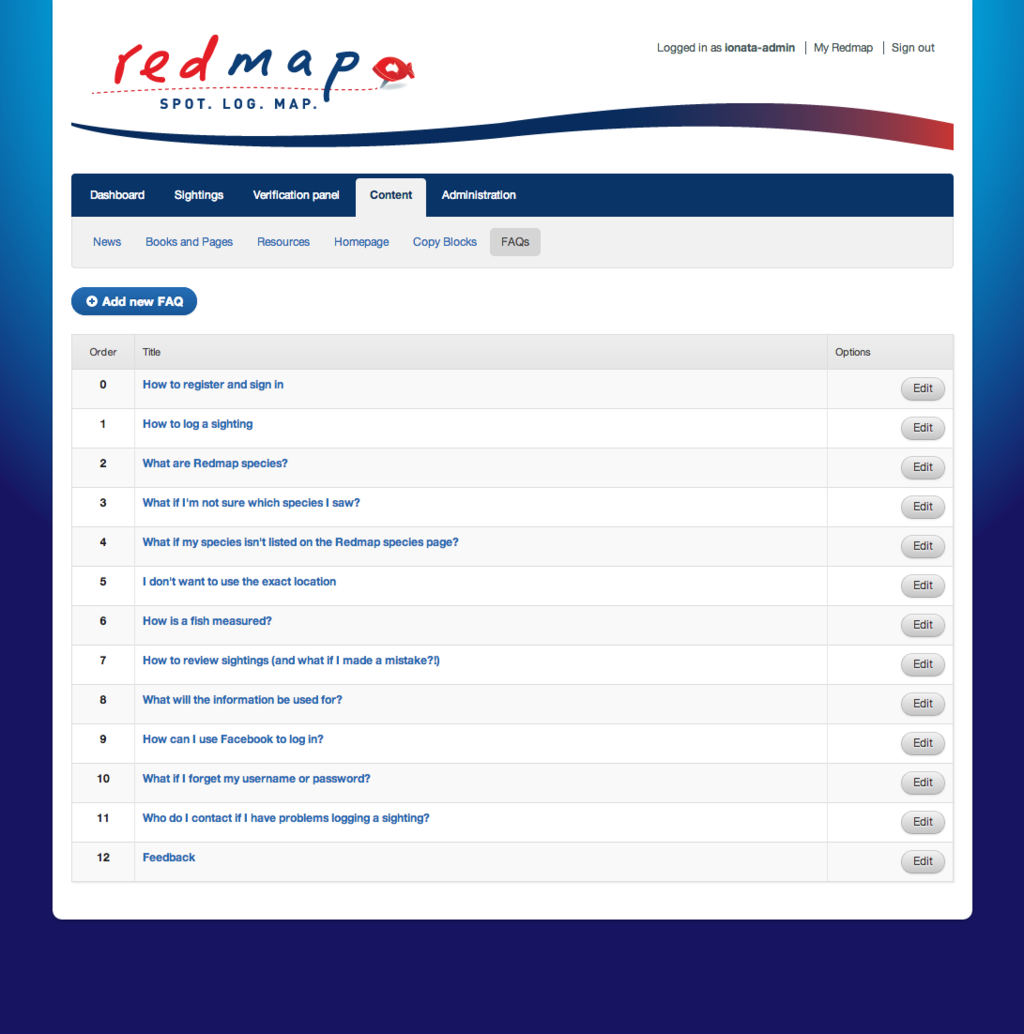 redmap
SPOT. LOG. MAP.
Logged in as ionata-admin | My Redmap | Sign out
Dashboard Sightings Verification panel Content Administration
News Books and Pages Resources Homepage Copy Blocks FAQs
Add new FAQ
Order Title Options
0 How to register and sign in Edit
1 How to log a sighting Edit
2 What are Redmap species? Edit
3 What if I'm not sure which species I saw? Edit
4 What if my species isn't listed on the Redmap species page? Edit
5 I don't want to use the exact location Edit
6 How is a fish measured? Edit
7 How to review sightings (and what if I made a mistake?!) Edit
8 What will the information be used for? Edit
9 How can I use Facebook to log in? Edit
10 What if I forget my username or password? Edit
11 Who do I contact if I have problems logging a sighting? Edit
12 Feedback Edit